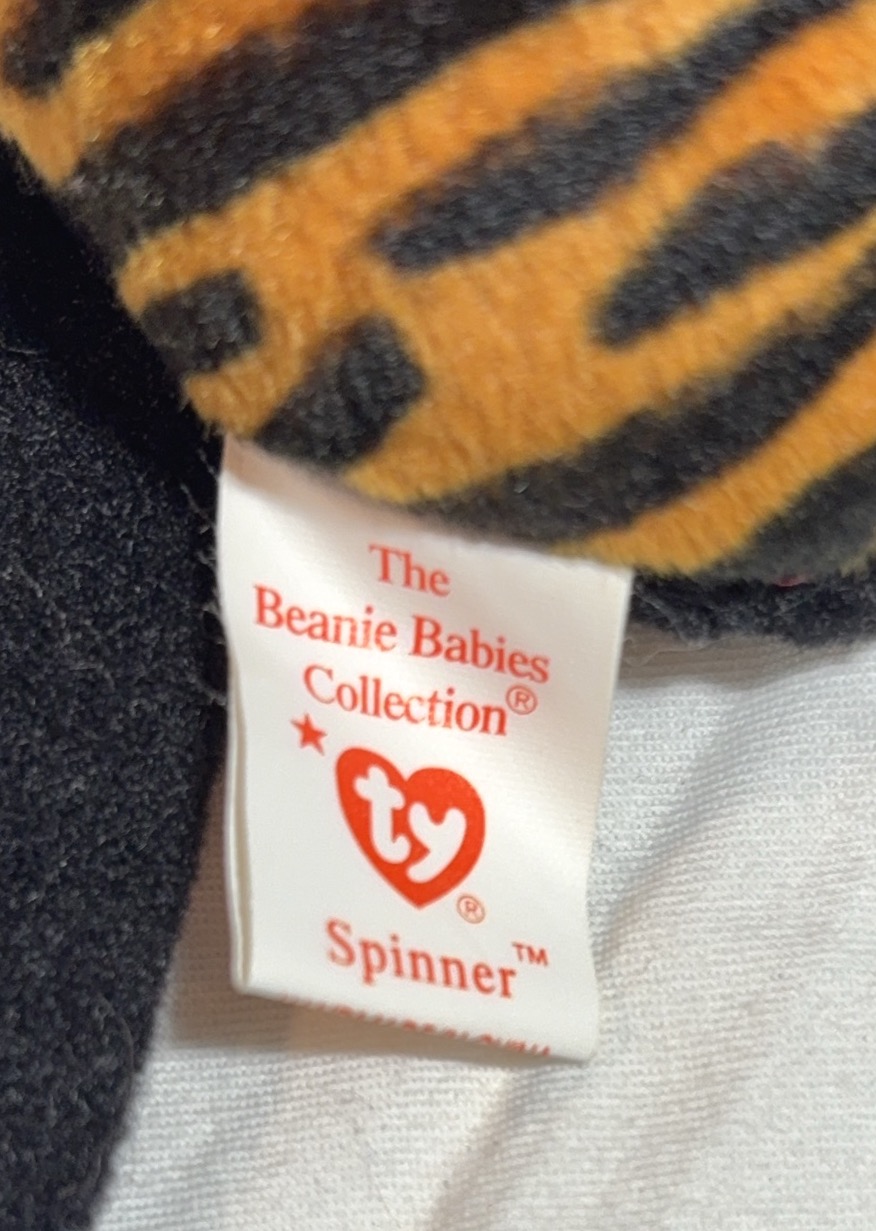 The
Beanie Babies
Collection®
ty®
Spinner™